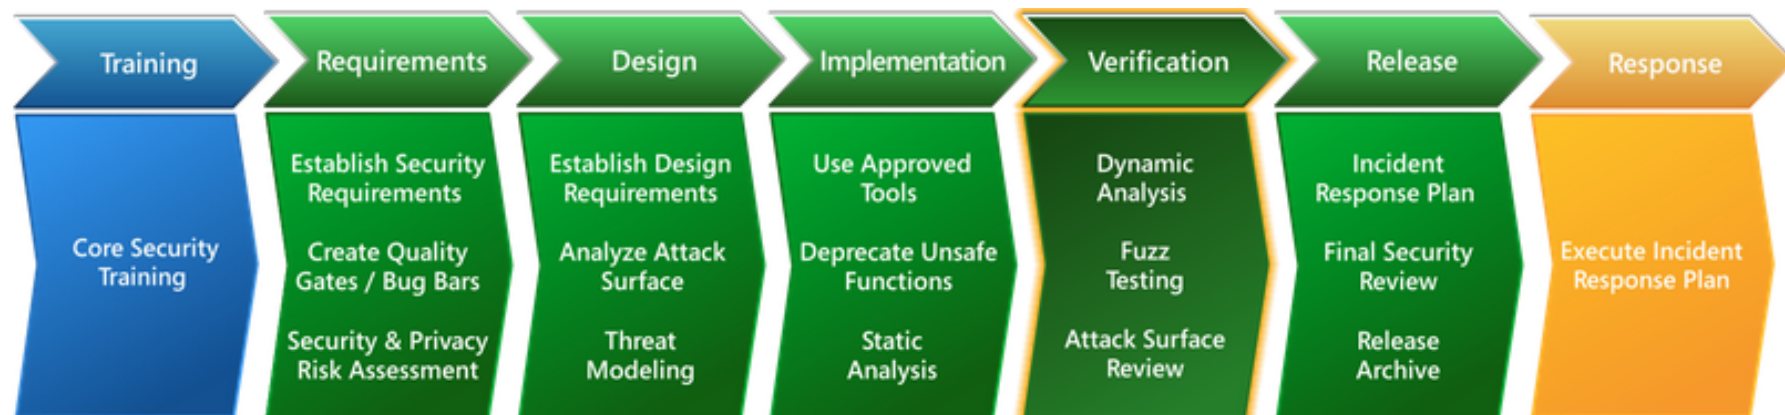 Training
Requirements
Design
Implementation
Verification
Release
Response
Core Security
Training
Establish Security
Requirements
Create Quality
Gates / Bug Bars
Security & Privacy
Risk Assessment
Establish Design
Requirements
Analyze Attack
Surface
Threat
Modeling
Use Approved
Tools
Deprecate Unsafe
Functions
Static
Analysis
Dynamic
Analysis
Fuzz
Testing
Attack Surface
Review
Incident
Response Plan
Final Security
Review
Release
Archive
Execute Incident
Response Plan